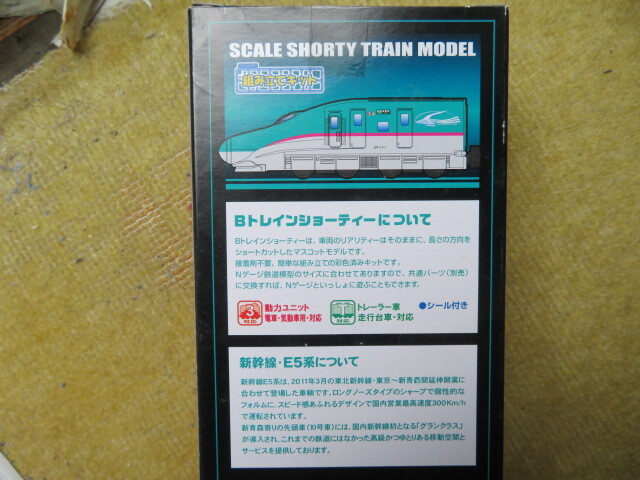 SCALE SHORTY TRAIN MODEL
組み立てキット
Bトレインショーティーについて
Bトレインショーティーは、車両のリアリティーはそのままに、長さの方向を
ショートカットしたマスコットモデルです。
接着剤不要、簡単な組み立ての彩色済みキットです。
Nゲージ鉄道模型のサイズに合わせてありますので、共通パーツ(別売)
に交換すれば、Nゲージといっしょに遊ぶこともできます。
3
対応
動力ユニット
電車・気動車用・対応
対応
トレーラー車
走行台車・対応
●シール付き
新幹線・E5系について
新幹線E5系は、2011年3月の東北新幹線・東京～新青森間延伸開業に
合わせて登場した車輌です。ロングノーズタイプのシャープで個性的な
フォルムに、スピード感あふれるデザインで国内営業最高速度300Km/h
で運転されています。
新青森寄りの先頭車(10号車)には、国内新幹線初となる「グランクラス」
が導入され、これまでの鉄道にはなかった高級かつゆとりある移動空間と
サービスを提供しております。